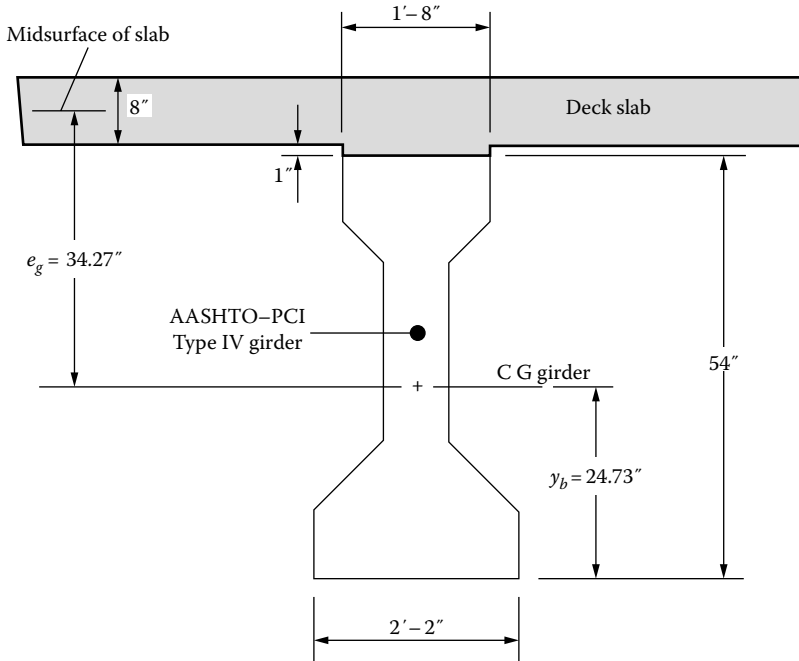 1′– 8″
Midsurface of slab
8″
Deck slab
1″
e_g = 34.27″
AASHTO–PCI
Type IV girder
C G girder
54″
+
y_b = 24.73″
2′– 2″